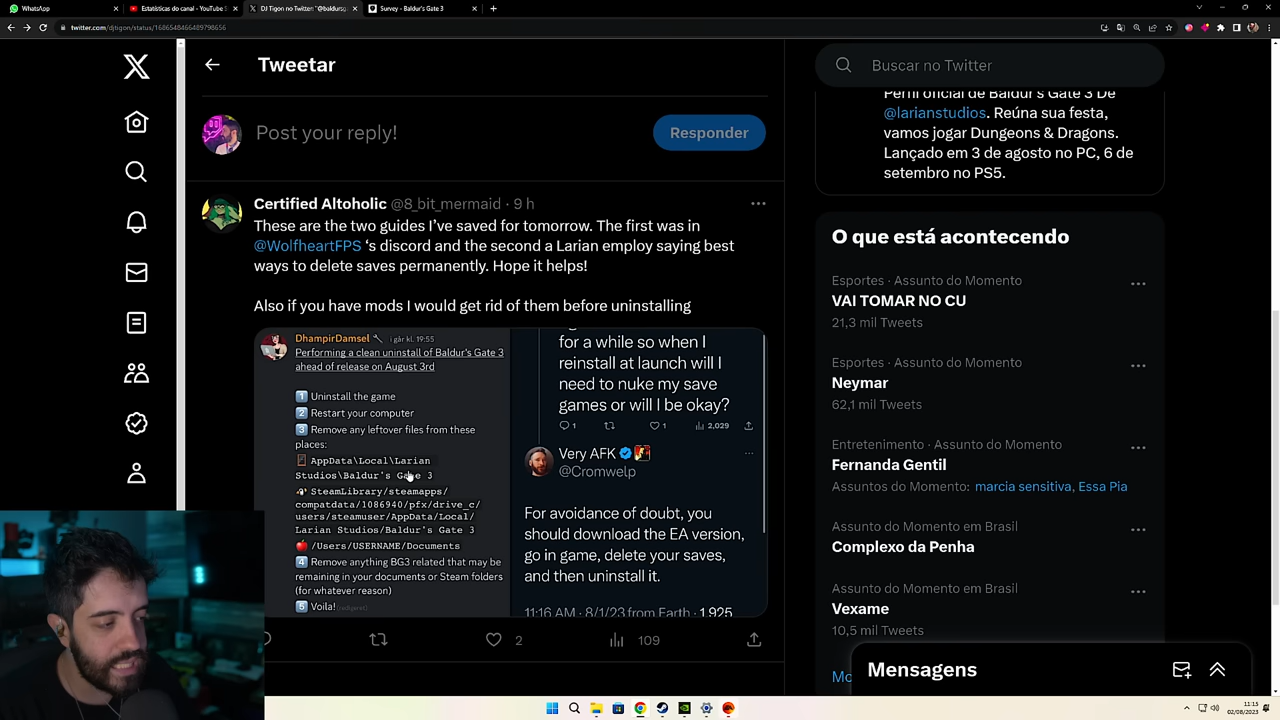 WhatsApp
Estatísticas do canal - YouTube S
DJ Tigon no Twitter: "@baldursg
Survey - Baldur's Gate 3
twitter.com/djtigon/status/1686548466489798656
Tweetar
Buscar no Twitter
Post your reply!
Responder
Perfil oficial de Baldur's Gate 3 De
@larianstudios. Reúna sua festa,
vamos jogar Dungeons & Dragons.
Lançado em 3 de agosto no PC, 6 de
setembro no PS5.
Certified Altoholic @8_bit_mermaid · 9 h
These are the two guides I've saved for tomorrow. The first was in
@WolfheartFPS 's discord and the second a Larian employ saying best
ways to delete saves permanently. Hope it helps!
Also if you have mods I would get rid of them before uninstalling
DhampirDamsel i går kl. 19:55
Performing a clean uninstall of Baldur's Gate 3
ahead of release on August 3rd
1 Uninstall the game
2 Restart your computer
3 Remove any leftover files from these
places:
AppData\Local\Larian
Studios\Baldur's Gate 3
SteamLibrary/steamapps/
compatdata/1086940/pfx/drive_c/
users/steamuser/AppData/Local/
Larian Studios/Baldur's Gate 3
/Users/USERNAME/Documents
4 Remove anything BG3 related that may be
remaining in your documents or Steam folders
(for whatever reason)
5 Voila! (redigeret)
for a while so when I
reinstall at launch will I
need to nuke my save
games or will I be okay?
1
1
2,029
Very AFK
@Cromwelp
For avoidance of doubt, you
should download the EA version,
go in game, delete your saves,
and then uninstall it.
11:16 AM · 8/1/23 from Earth · 1,925
2
109
O que está acontecendo
Esportes · Assunto do Momento
VAI TOMAR NO CU
21,3 mil Tweets
Esportes · Assunto do Momento
Neymar
62,1 mil Tweets
Entretenimento · Assunto do Momento
Fernanda Gentil
Assuntos do Momento: marcia sensitiva, Essa Pia
Assunto do Momento em Brasil
Complexo da Penha
Assunto do Momento em Brasil
Vexame
10,5 mil Tweets
Mo
Mensagens
11:15
02/08/2023